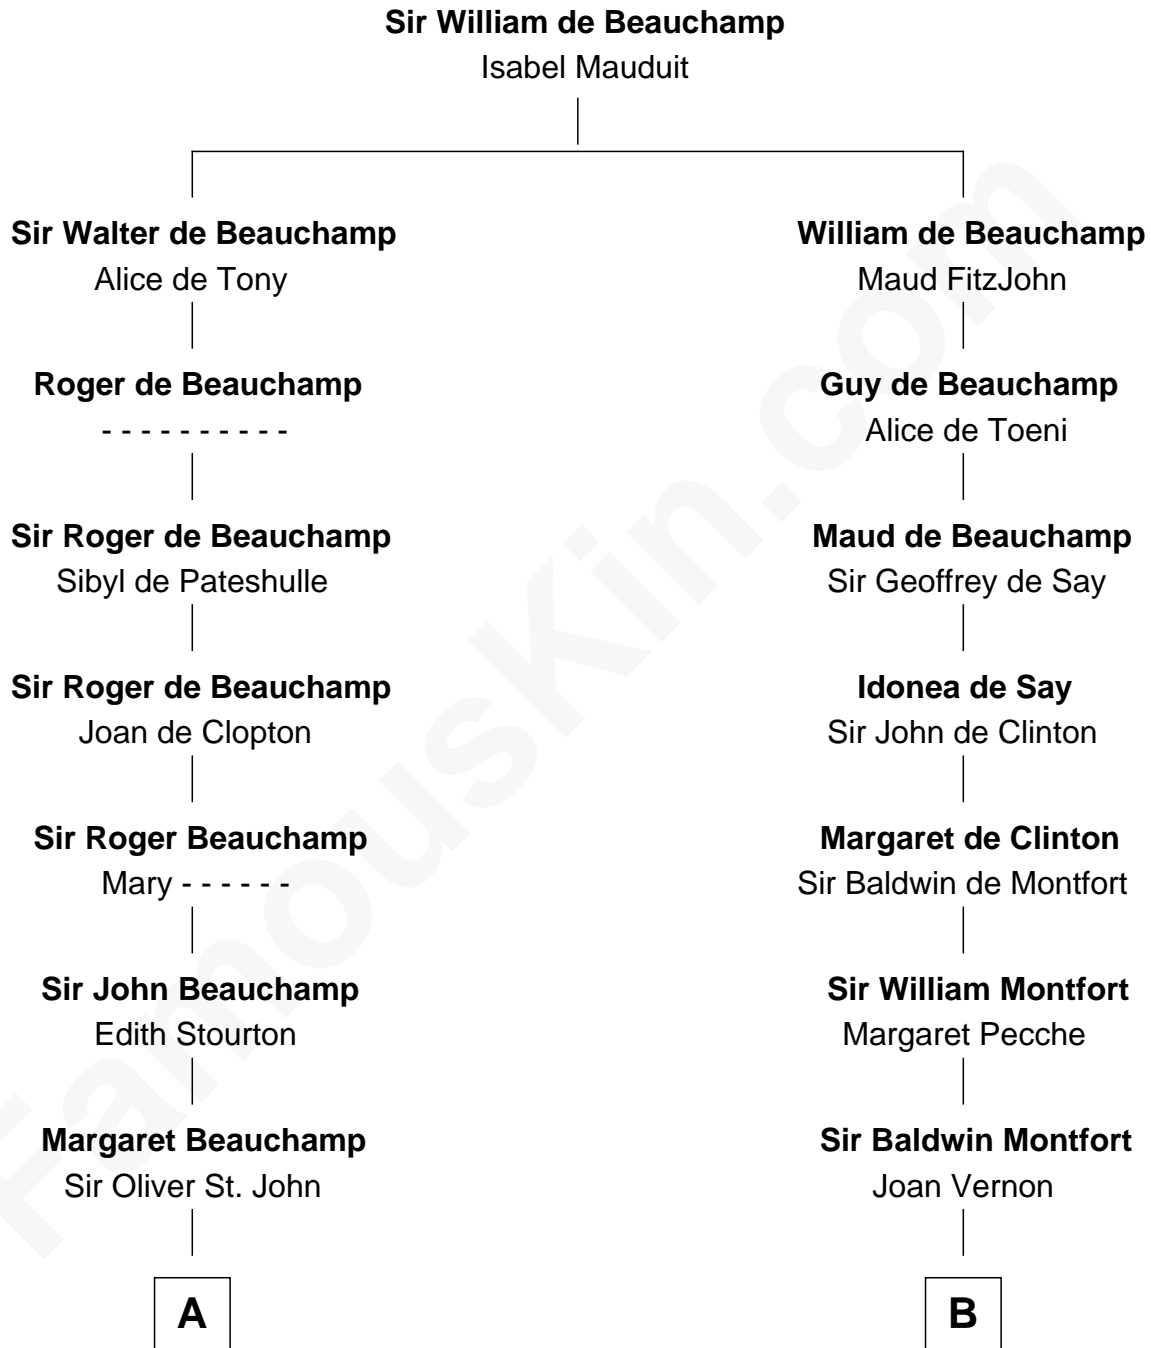 Sir William de Beauchamp
Isabel Mauduit
Sir Walter de Beauchamp
Alice de Tony
William de Beauchamp
Maud FitzJohn
Roger de Beauchamp
- - - - - - - - - -
Guy de Beauchamp
Alice de Toeni
Sir Roger de Beauchamp
Sibyl de Pateshulle
Maud de Beauchamp
Sir Geoffrey de Say
Sir Roger de Beauchamp
Joan de Clopton
Idonea de Say
Sir John de Clinton
Sir Roger Beauchamp
Mary - - - - - -
Margaret de Clinton
Sir Baldwin de Montfort
Sir John Beauchamp
Edith Stourton
Sir William Montfort
Margaret Pecche
Margaret Beauchamp
Sir Oliver St. John
Sir Baldwin Montfort
Joan Vernon
A
B
FamousKin.com